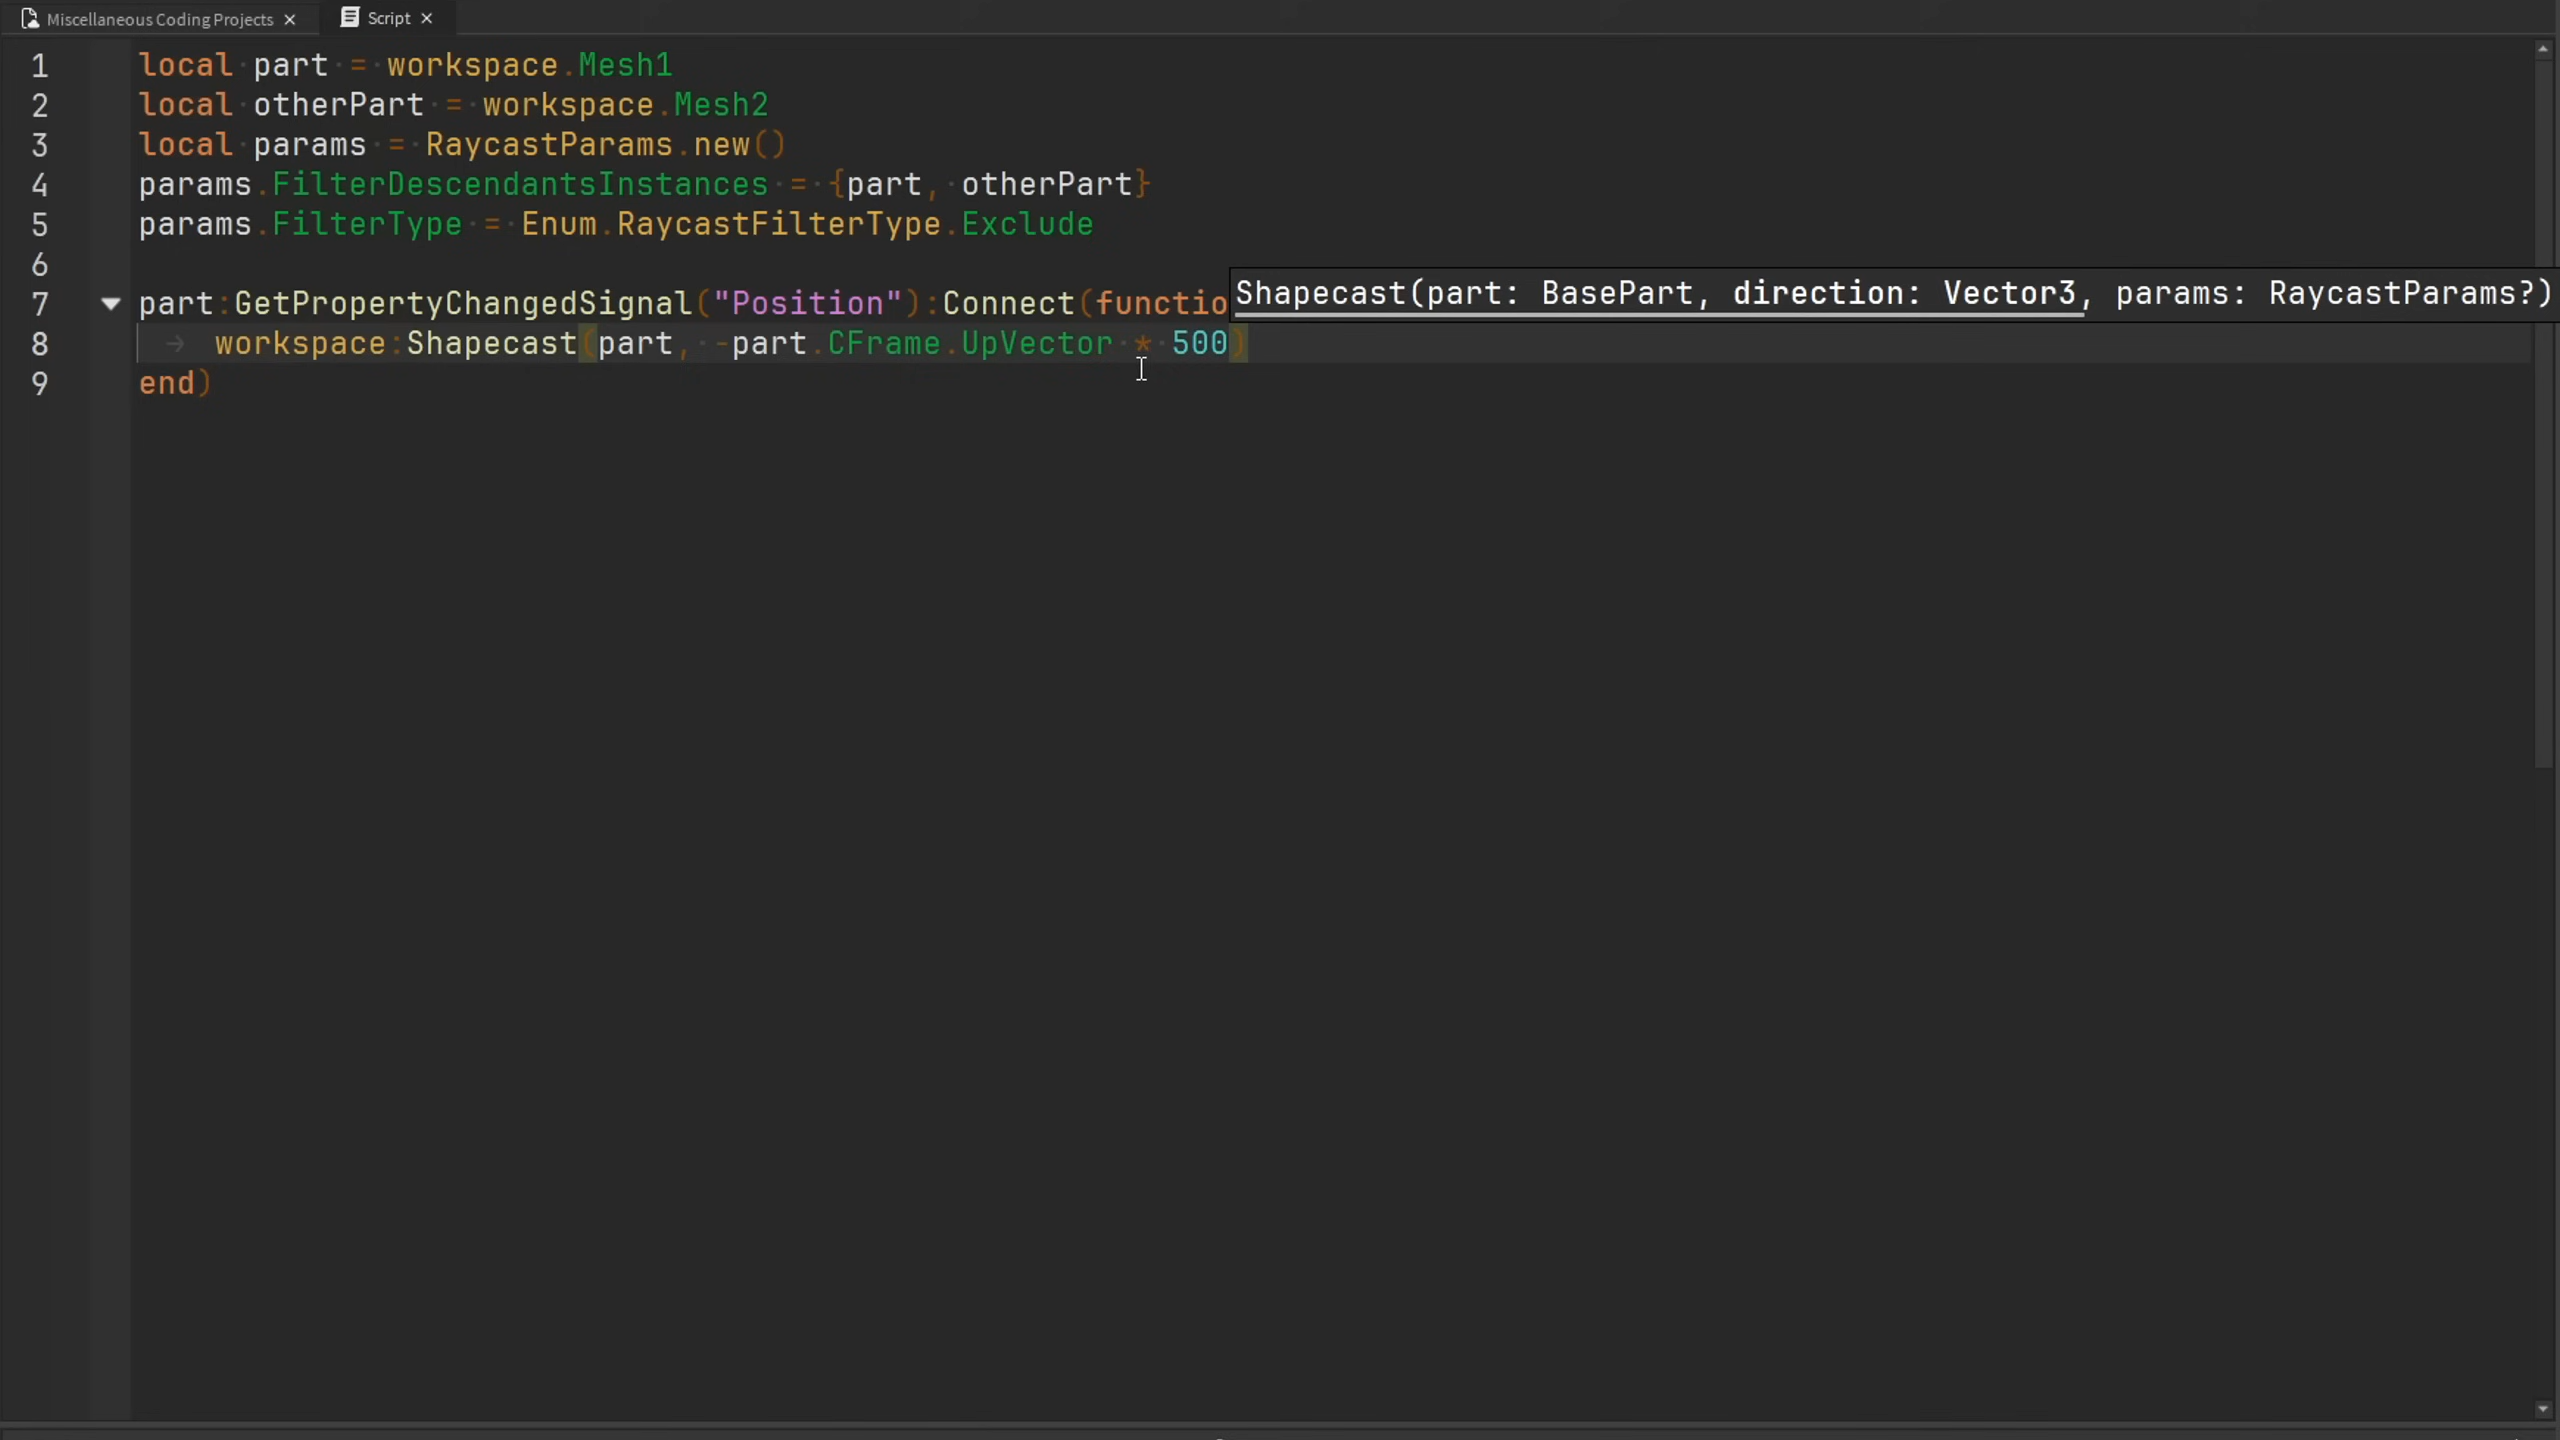 Miscellaneous Coding Projects × Script ×
1 local part = workspace.Mesh1
2 local otherPart = workspace.Mesh2
3 local params = RaycastParams.new()
4 params.FilterDescendantsInstances = {part, otherPart}
5 params.FilterType = Enum.RaycastFilterType.Exclude
6
7 part:GetPropertyChangedSignal("Position"):Connect(functio
Shapecast(part: BasePart, direction: Vector3, params: RaycastParams?)
8 workspace:Shapecast(part, -part.CFrame.UpVector * 500)
9 end)